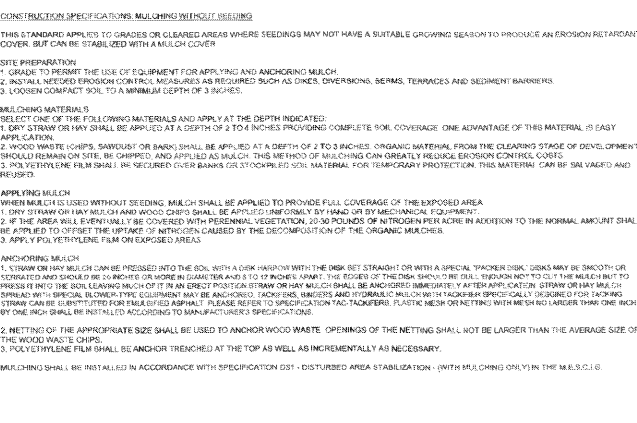 CONSTRUCTION SPECIFICATIONS: MULCHING WITHOUT SEEDING
THIS STANDARD APPLIED TO GRADES OR CLEARED AREAS WHERE SEEDINGS MAY NOT HAVE A SUITABLE GROWING SEASON TO PRODUCE AN EROSION RETARDANT
COVER, BUT CAN BE STABILIZED WITH A MULCH COVER
SITE PREPARATION
1. GRADE TO PERMIT THE USE OF EQUIPMENT FOR APPLYING AND ANCHORING MULCH.
2. INSTALL NEEDED EROSION CONTROL MEASURES AS REQUIRED SUCH AS DIKES, DIVERSIONS, BERMS, TERRACES AND SEDIMENT BARRIERS.
3. LOOSEN COMPACT SOIL TO A MINIMUM DEPTH OF 3 INCHES.
MULCHING MATERIALS
SELECT ONE OF THE FOLLOWING MATERIALS AND APPLY AT THE DEPTH INDICATED:
1. DRY STRAW OR HAY SHALL BE APPLIED AT A DEPTH OF 2 TO 4 INCHES PROVIDING COMPLETE SOIL COVERAGE. ONE ADVANTAGE OF THIS MATERIAL IS EASY
APPLICATION.
2. WOOD WASTE (CHIPS, SAWDUST OR BARK) SHALL BE APPLIED AT A DEPTH OF 2 TO 3 INCHES. ORGANIC MATERIAL FROM THE CLEARING STAGE OF DEVELOPMENT
SHOULD REMAIN ON SITE, BE CHIPPED, AND APPLIED AS MULCH. THIS METHOD OF MULCHING CAN GREATLY REDUCE EROSION CONTROL COSTS.
3. POLYETHYLENE FILM SHALL BE SECURED OVER BANKS OR STOCKPILED SOIL MATERIAL FOR TEMPORARY PROTECTION. THIS MATERIAL CAN BE SALVAGED AND
REUSED.
APPLYING MULCH
WHEN MULCH IS USED WITHOUT SEEDING, MULCH SHALL BE APPLIED TO PROVIDE FULL COVERAGE OF THE EXPOSED AREA
1. DRY STRAW OR HAY MULCH AND WOOD CHIPS SHALL BE APPLIED UNIFORMLY BY HAND OR BY MECHANICAL EQUIPMENT.
2. IF THE AREA WILL EVENTUALLY BE COVERED WITH PERENNIAL VEGETATION, 20-30 POUNDS OF NITROGEN PER ACRE IN ADDITION TO THE NORMAL AMOUNT SHALL
BE APPLIED TO OFFSET THE UPTAKE OF NITROGEN CAUSED BY THE DECOMPOSITION OF THE ORGANIC MULCHES.
3. APPLY POLYETHYLENE FILM ON EXPOSED AREAS
ANCHORING MULCH
1. STRAW OR HAY MULCH CAN BE PRESSED INTO THE SOIL WITH A DISK HARROW WITH THE DISK SET STRAIGHT OR WITH A SPECIAL "PACKER DISK." DISKS MAY BE SMOOTH OR
SERRATED AND SHOULD BE 20 INCHES OR MORE IN DIAMETER AND 8 TO 12 INCHES APART. THE EDGES OF THE DISK SHOULD BE DULL ENOUGH NOT TO CUT THE MULCH BUT TO
PRESS IT INTO THE SOIL LEAVING MUCH OF IT IN AN ERECT POSITION. STRAW OR HAY MULCH SHALL BE ANCHORED IMMEDIATELY AFTER APPLICATION. STRAW OR HAY MULCH
SPREAD WITH SPECIAL BLOWER-TYPE EQUIPMENT MAY BE ANCHORED. TACKIFERS, BINDERS AND HYDRAULIC MULCH WITH TACKIFIER SPECIFICALLY DESIGNED FOR TACKING
STRAW CAN BE SUBSTITUTED FOR EMULSIFIED ASPHALT. PLEASE REFER TO SPECIFICATION TAC-TACKIFERS. PLASTIC MESH OR NETTING WITH MESH NO LARGER THAN ONE INCH
BY ONE INCH SHALL BE INSTALLED ACCORDING TO MANUFACTURER'S SPECIFICATIONS.
2. NETTING OF THE APPROPRIATE SIZE SHALL BE USED TO ANCHOR WOOD WASTE. OPENINGS OF THE NETTING SHALL NOT BE LARGER THAN THE AVERAGE SIZE OF
THE WOOD WASTE CHIPS.
3. POLYETHYLENE FILM SHALL BE ANCHOR TRENCHED AT THE TOP AS WELL AS INCREMENTALLY AS NECESSARY.
MULCHING SHALL BE INSTALLED IN ACCORDANCE WITH SPECIFICATION DS1 - DISTURBED AREA STABILIZATION - (WITH MULCHING ONLY) IN THE M.E.S.C.I.G.